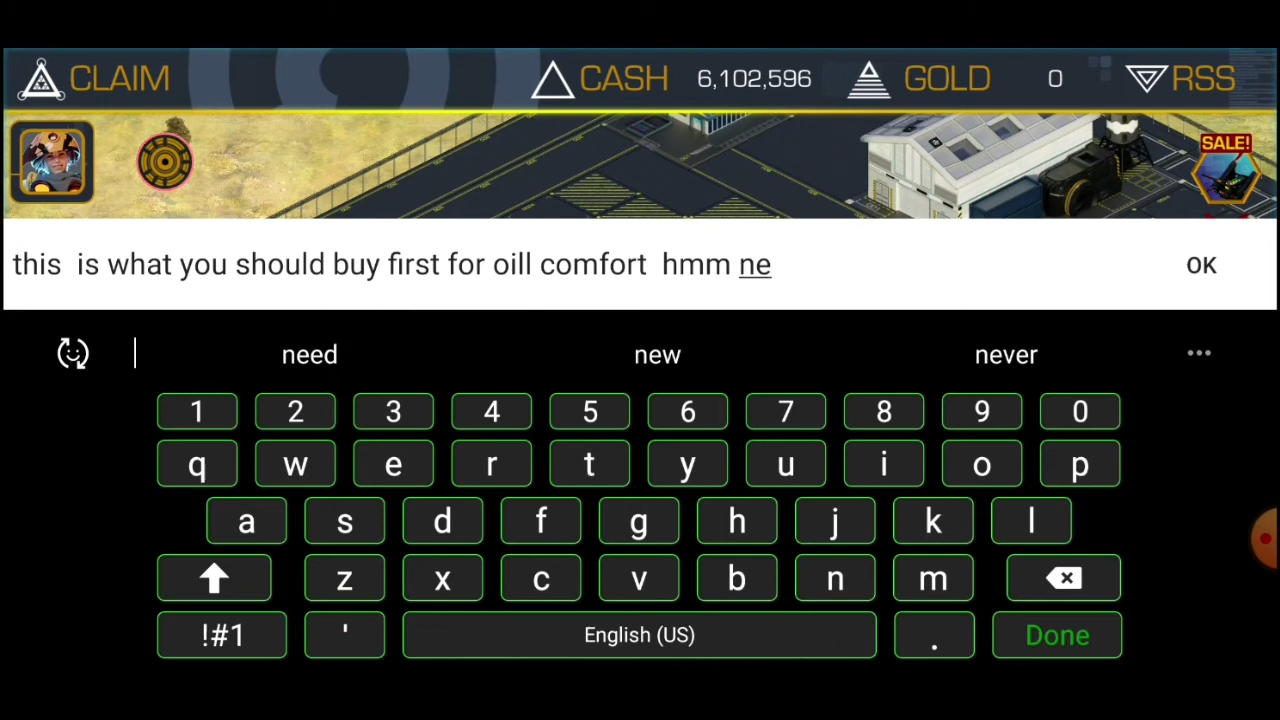 CLAIM CASH 6,102,596 GOLD 0 RSS
SALE!
this  is what you should buy first for oill comfort  hmm ne OK
need new never
1 2 3 4 5 6 7 8 9 0
q w e r t y u i o p
a s d f g h j k l
z x c v b n m
!#1 ' English (US) . Done